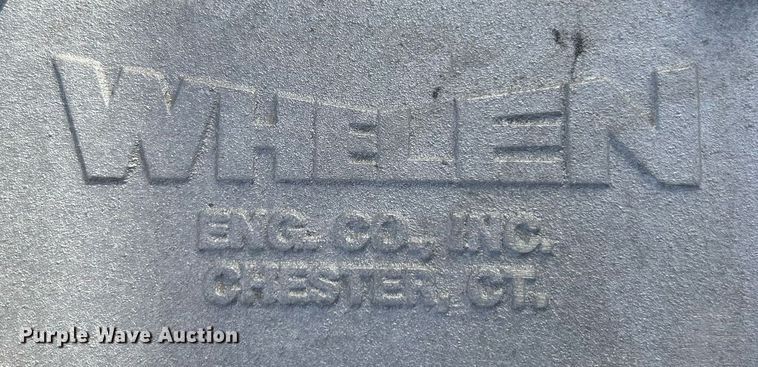 WHELEN
ENG. CO., INC.
CHESTER, CT.
Purple Wave Auction